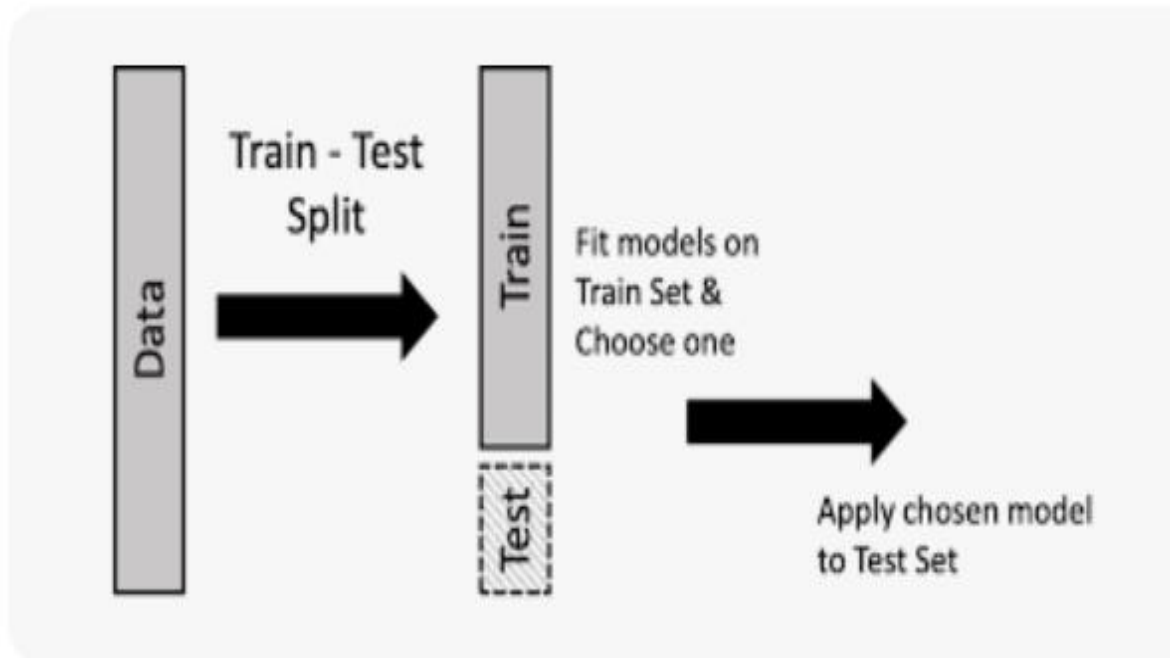 Data
Train - Test
Split
Train
Test
Fit models on
Train Set &
Choose one
Apply chosen model
to Test Set